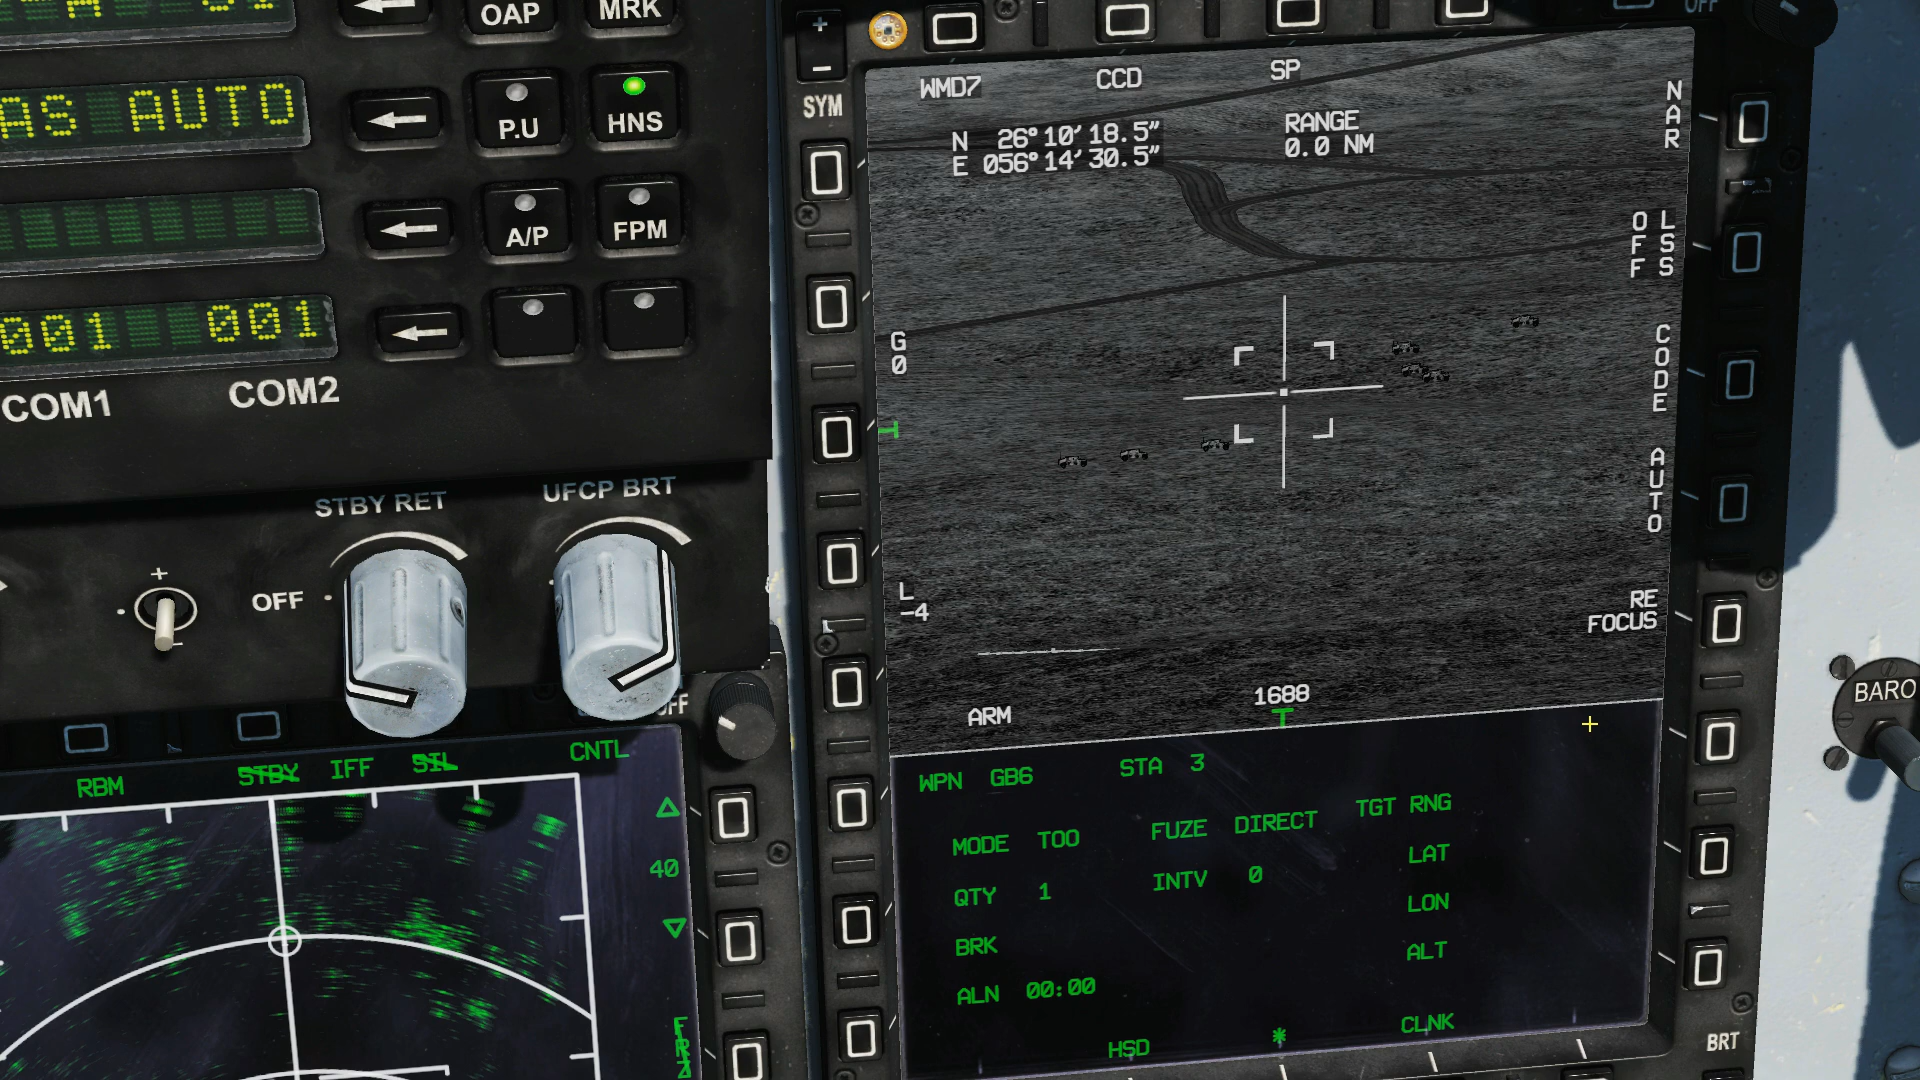 OAP
MRK
AS AUTO
P.U
HNS
A/P
FPM
001 001
COM1
COM2
STBY RET
UFCP BRT
+
OFF
-
+
-
SYM
OFF
WMD7
CCD
SP
N 26°10'18.5"
E 056°14'30.5"
RANGE
0.0 NM
NAR
LSS
OFF
CODE
AUTO
RE
FOCUS
G
0
L
-4
ARM
1688
WPN GB6
STA 3
MODE TOO
FUZE DIRECT
TGT RNG
LAT
QTY 1
INTV 0
LON
BRK
ALT
ALN 00:00
HSD
*
CLNK
BRT
BARO
RBM
STBY
IFF
SIL
CNTL
40
FRZ